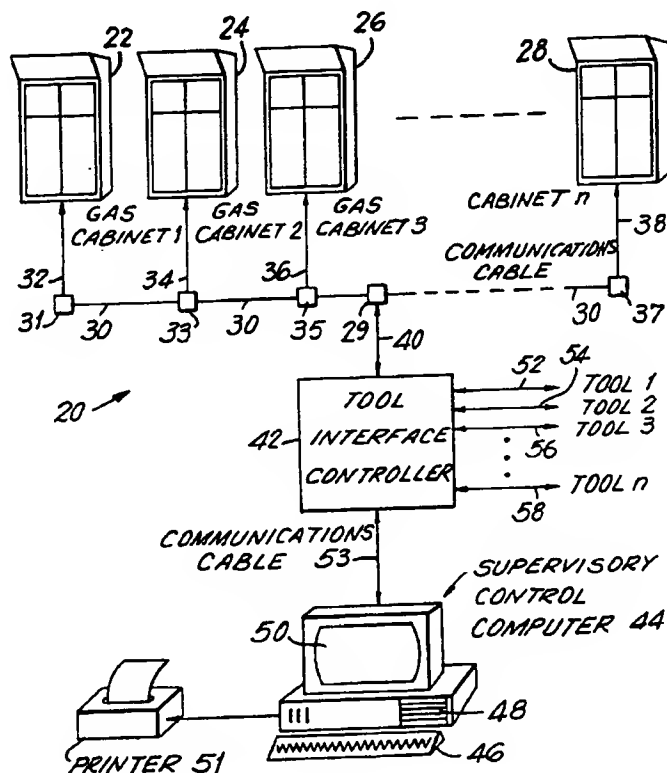 22
24
26
28
GAS CABINET 1
GAS CABINET 2
GAS CABINET 3
CABINET n
32
34
36
38
COMMUNICATIONS CABLE
31
30
33
30
35
29
30
37
40
20
42
TOOL
INTERFACE
CONTROLLER
52
54
TOOL 1
TOOL 2
TOOL 3
56
TOOL n
58
COMMUNICATIONS
CABLE 53
SUPERVISORY
CONTROL
COMPUTER 44
50
48
46
PRINTER 51